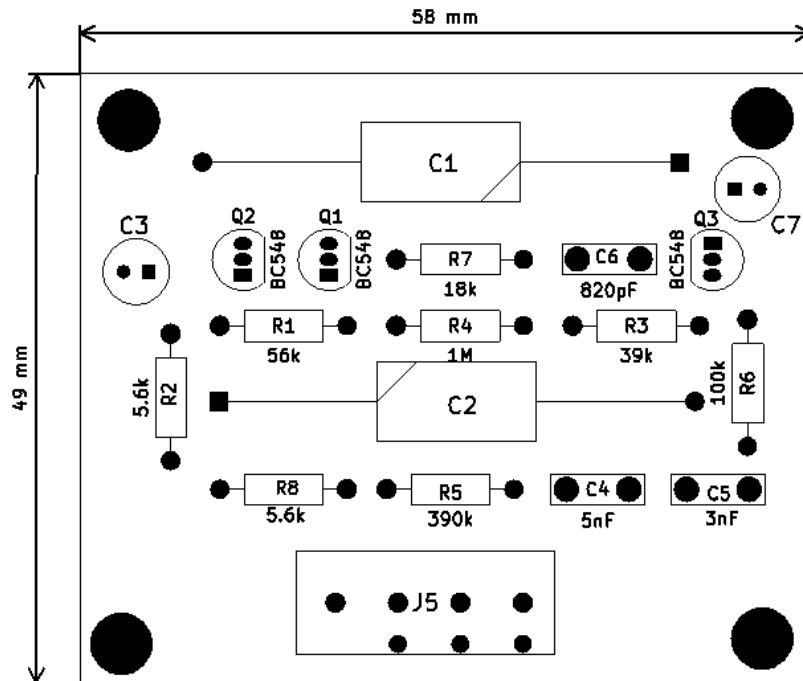 58 mm
49 mm
C1
C3
Q2
BC548
Q1
BC548
Q3
BC548
C7
R7
18k
C6
820pF
R1
56k
R4
1M
R3
39k
R2
5.6k
C2
R6
100k
R8
5.6k
R5
390k
C4
5nF
C5
3nF
J5